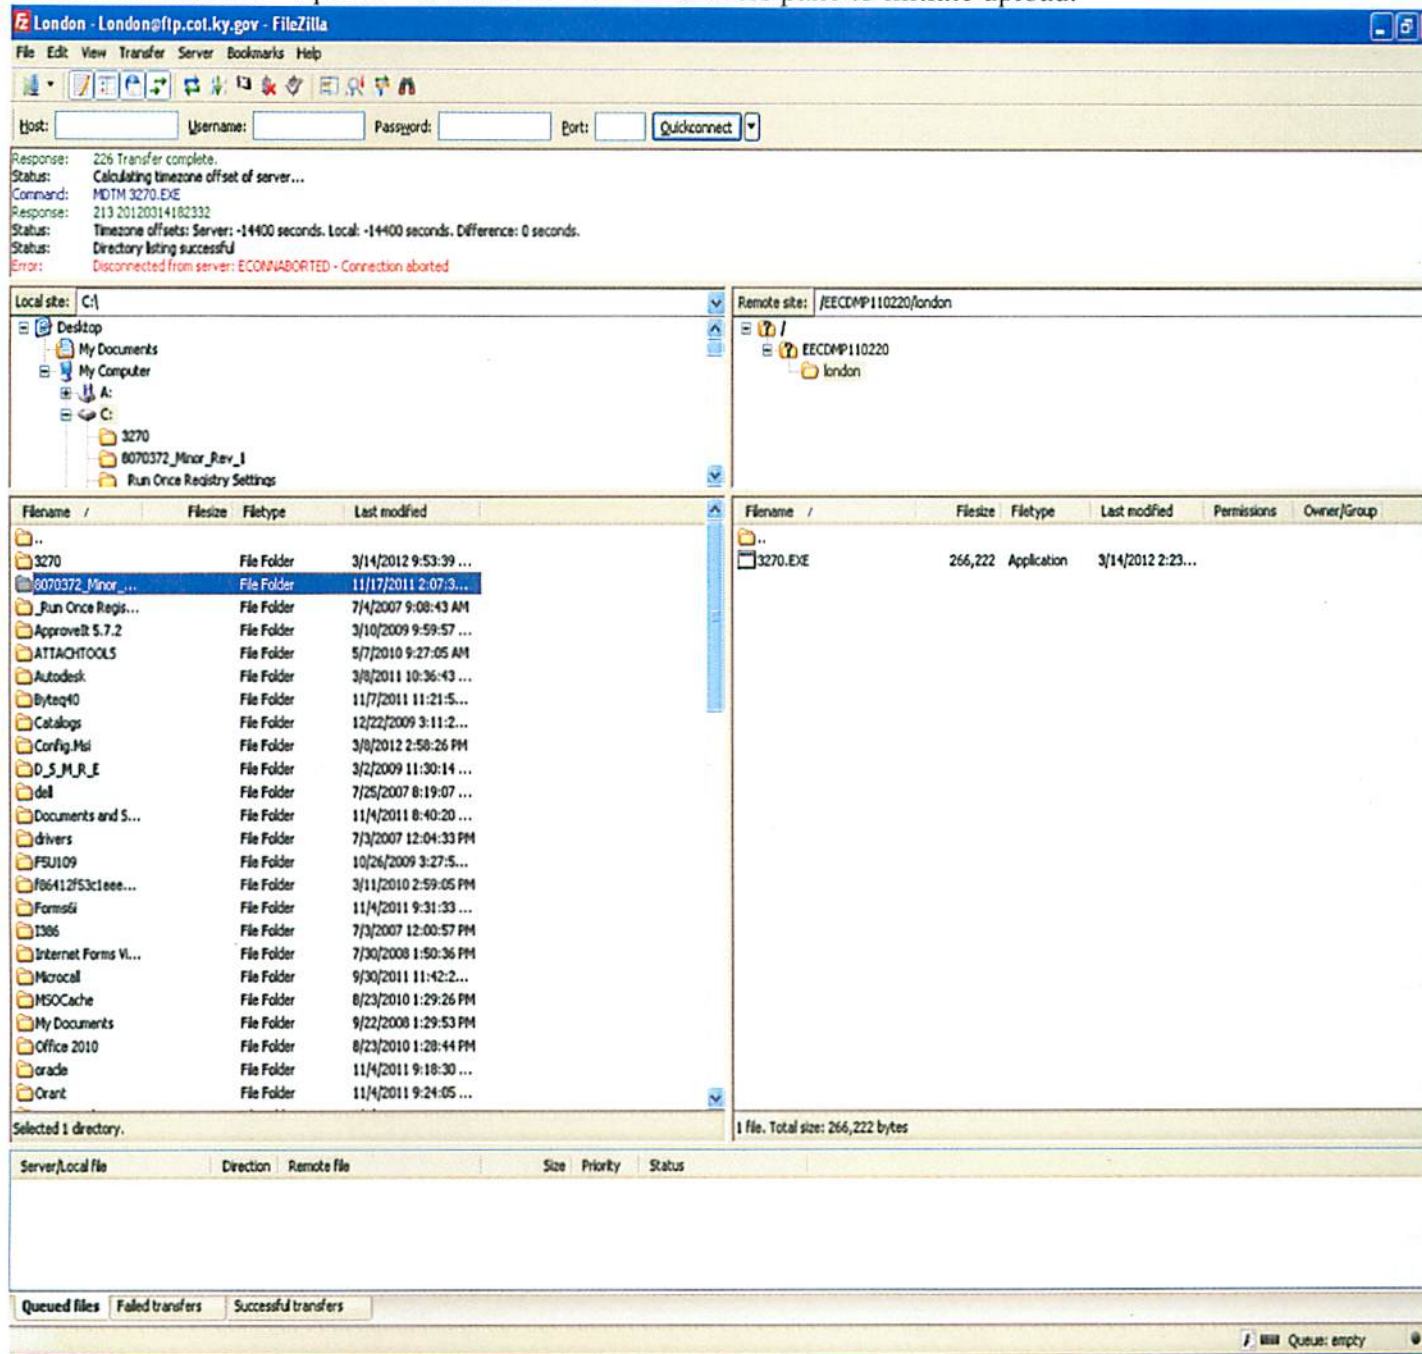 London - London@ftp.cot.ky.gov - FileZilla
File Edit View Transfer Server Bookmarks Help
Host: Username: Password: Port: Quickconnect
Response: 226 Transfer complete.
Status: Calculating timezone offset of server...
Command: MDTM 3270.EXE
Response: 213 20120314182332
Status: Timezone offsets: Server: -14400 seconds. Local: -14400 seconds. Difference: 0 seconds.
Status: Directory listing successful
Error: Disconnected from server: ECONNABORTED - Connection aborted
Local site: C:\
Desktop
My Documents
My Computer
A:
C:
3270
8070372_Minor_Rev_1
_Run Once Registry Settings
Remote site: /EECDMP110220/london
/
EECDMP110220
london
Filename / Filesize Filetype Last modified
..
3270 File Folder 3/14/2012 9:53:39 ...
8070372_Minor_... File Folder 11/17/2011 2:07:3...
_Run Once Regis... File Folder 7/4/2007 9:08:43 AM
ApproveIt 5.7.2 File Folder 3/10/2009 9:59:57 ...
ATTACHTOOLS File Folder 5/7/2010 9:27:05 AM
Autodesk File Folder 3/8/2011 10:36:43 ...
Byteq40 File Folder 11/7/2011 11:21:5...
Catalogs File Folder 12/22/2009 3:11:2...
Config.Msi File Folder 3/8/2012 2:58:26 PM
D_S_M_R_E File Folder 3/2/2009 11:30:14 ...
dell File Folder 7/25/2007 8:19:07 ...
Documents and S... File Folder 11/4/2011 8:40:20 ...
drivers File Folder 7/3/2007 12:04:33 PM
F5U109 File Folder 10/26/2009 3:27:5...
f86412f53c1eee... File Folder 3/11/2010 2:59:05 PM
Forms6i File Folder 11/4/2011 9:31:33 ...
I386 File Folder 7/3/2007 12:00:57 PM
Internet Forms Vi... File Folder 7/30/2008 1:50:36 PM
Microcall File Folder 9/30/2011 11:42:2...
MSOCache File Folder 8/23/2010 1:29:26 PM
My Documents File Folder 9/22/2008 1:29:53 PM
Office 2010 File Folder 8/23/2010 1:28:44 PM
oracle File Folder 11/4/2011 9:18:30 ...
Orant File Folder 11/4/2011 9:24:05 ...
Selected 1 directory.
Filename / Filesize Filetype Last modified Permissions Owner/Group
..
3270.EXE 266,222 Application 3/14/2012 2:23...
1 file. Total size: 266,222 bytes
Server/Local file Direction Remote file Size Priority Status
Queued files Failed transfers Successful transfers
Queue: empty